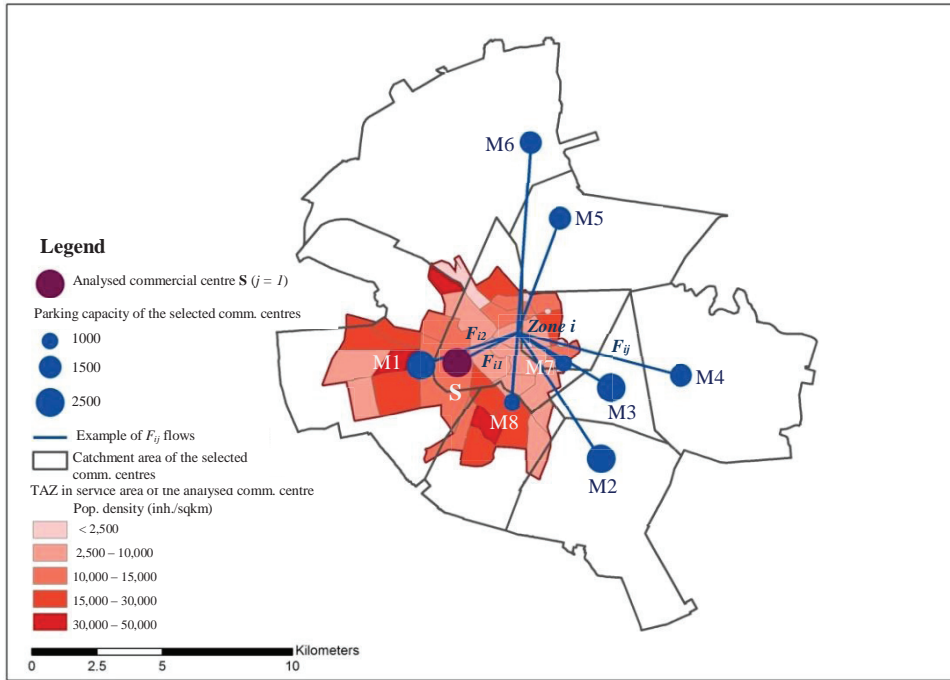 M6
M5
Legend
Analysed commercial centre S (j = 1)
Parking capacity of the selected comm. centres
1000
1500
2500
Example of Fij flows
Catchment area of the selected
comm. centres
TAZ in service area of the analysed comm. centre
Pop. density (inh./sqkm)
< 2,500
2,500 – 10,000
10,000 – 15,000
15,000 – 30,000
30,000 – 50,000
Zone i
Fi2
Fij
M1
Fi1
M7
M4
S
M3
M8
M2
Kilometers
0 2.5 5 10